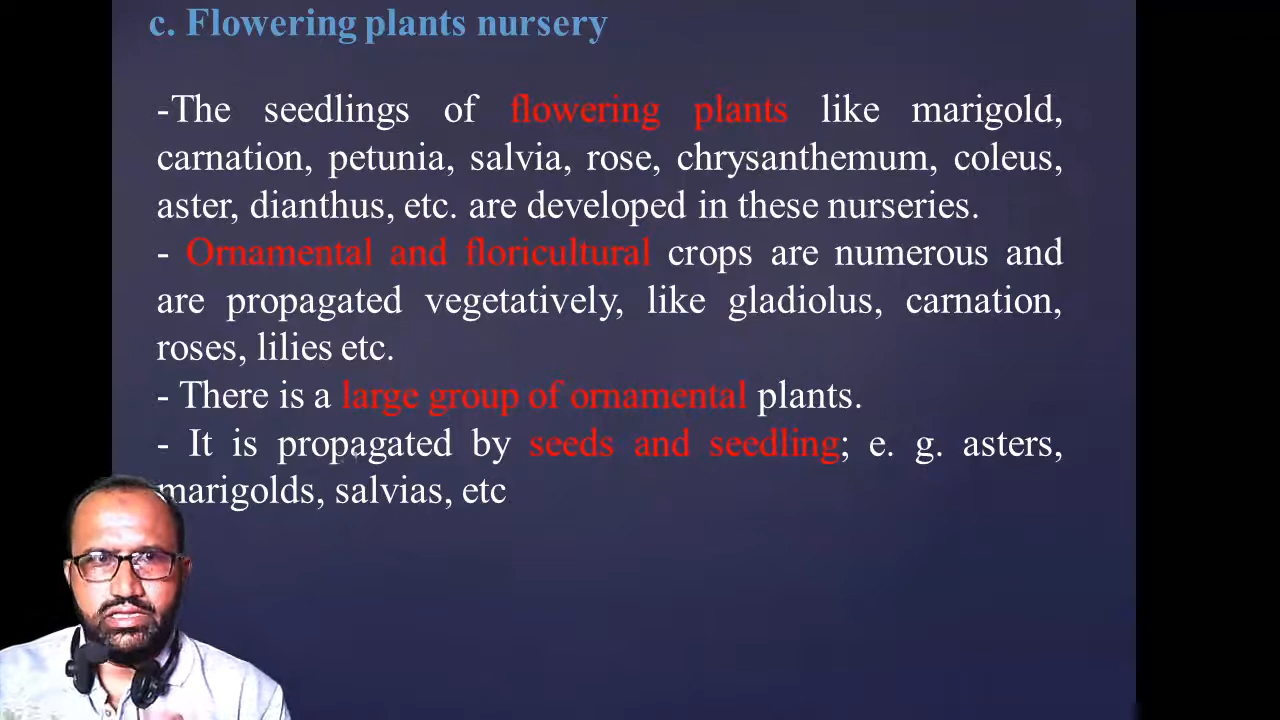 c. Flowering plants nursery
-The seedlings of flowering plants like marigold,
carnation, petunia, salvia, rose, chrysanthemum, coleus,
aster, dianthus, etc. are developed in these nurseries.
- Ornamental and floricultural crops are numerous and
are propagated vegetatively, like gladiolus, carnation,
roses, lilies etc.
- There is a large group of ornamental plants.
- It is propagated by seeds and seedling; e. g. asters,
marigolds, salvias, etc